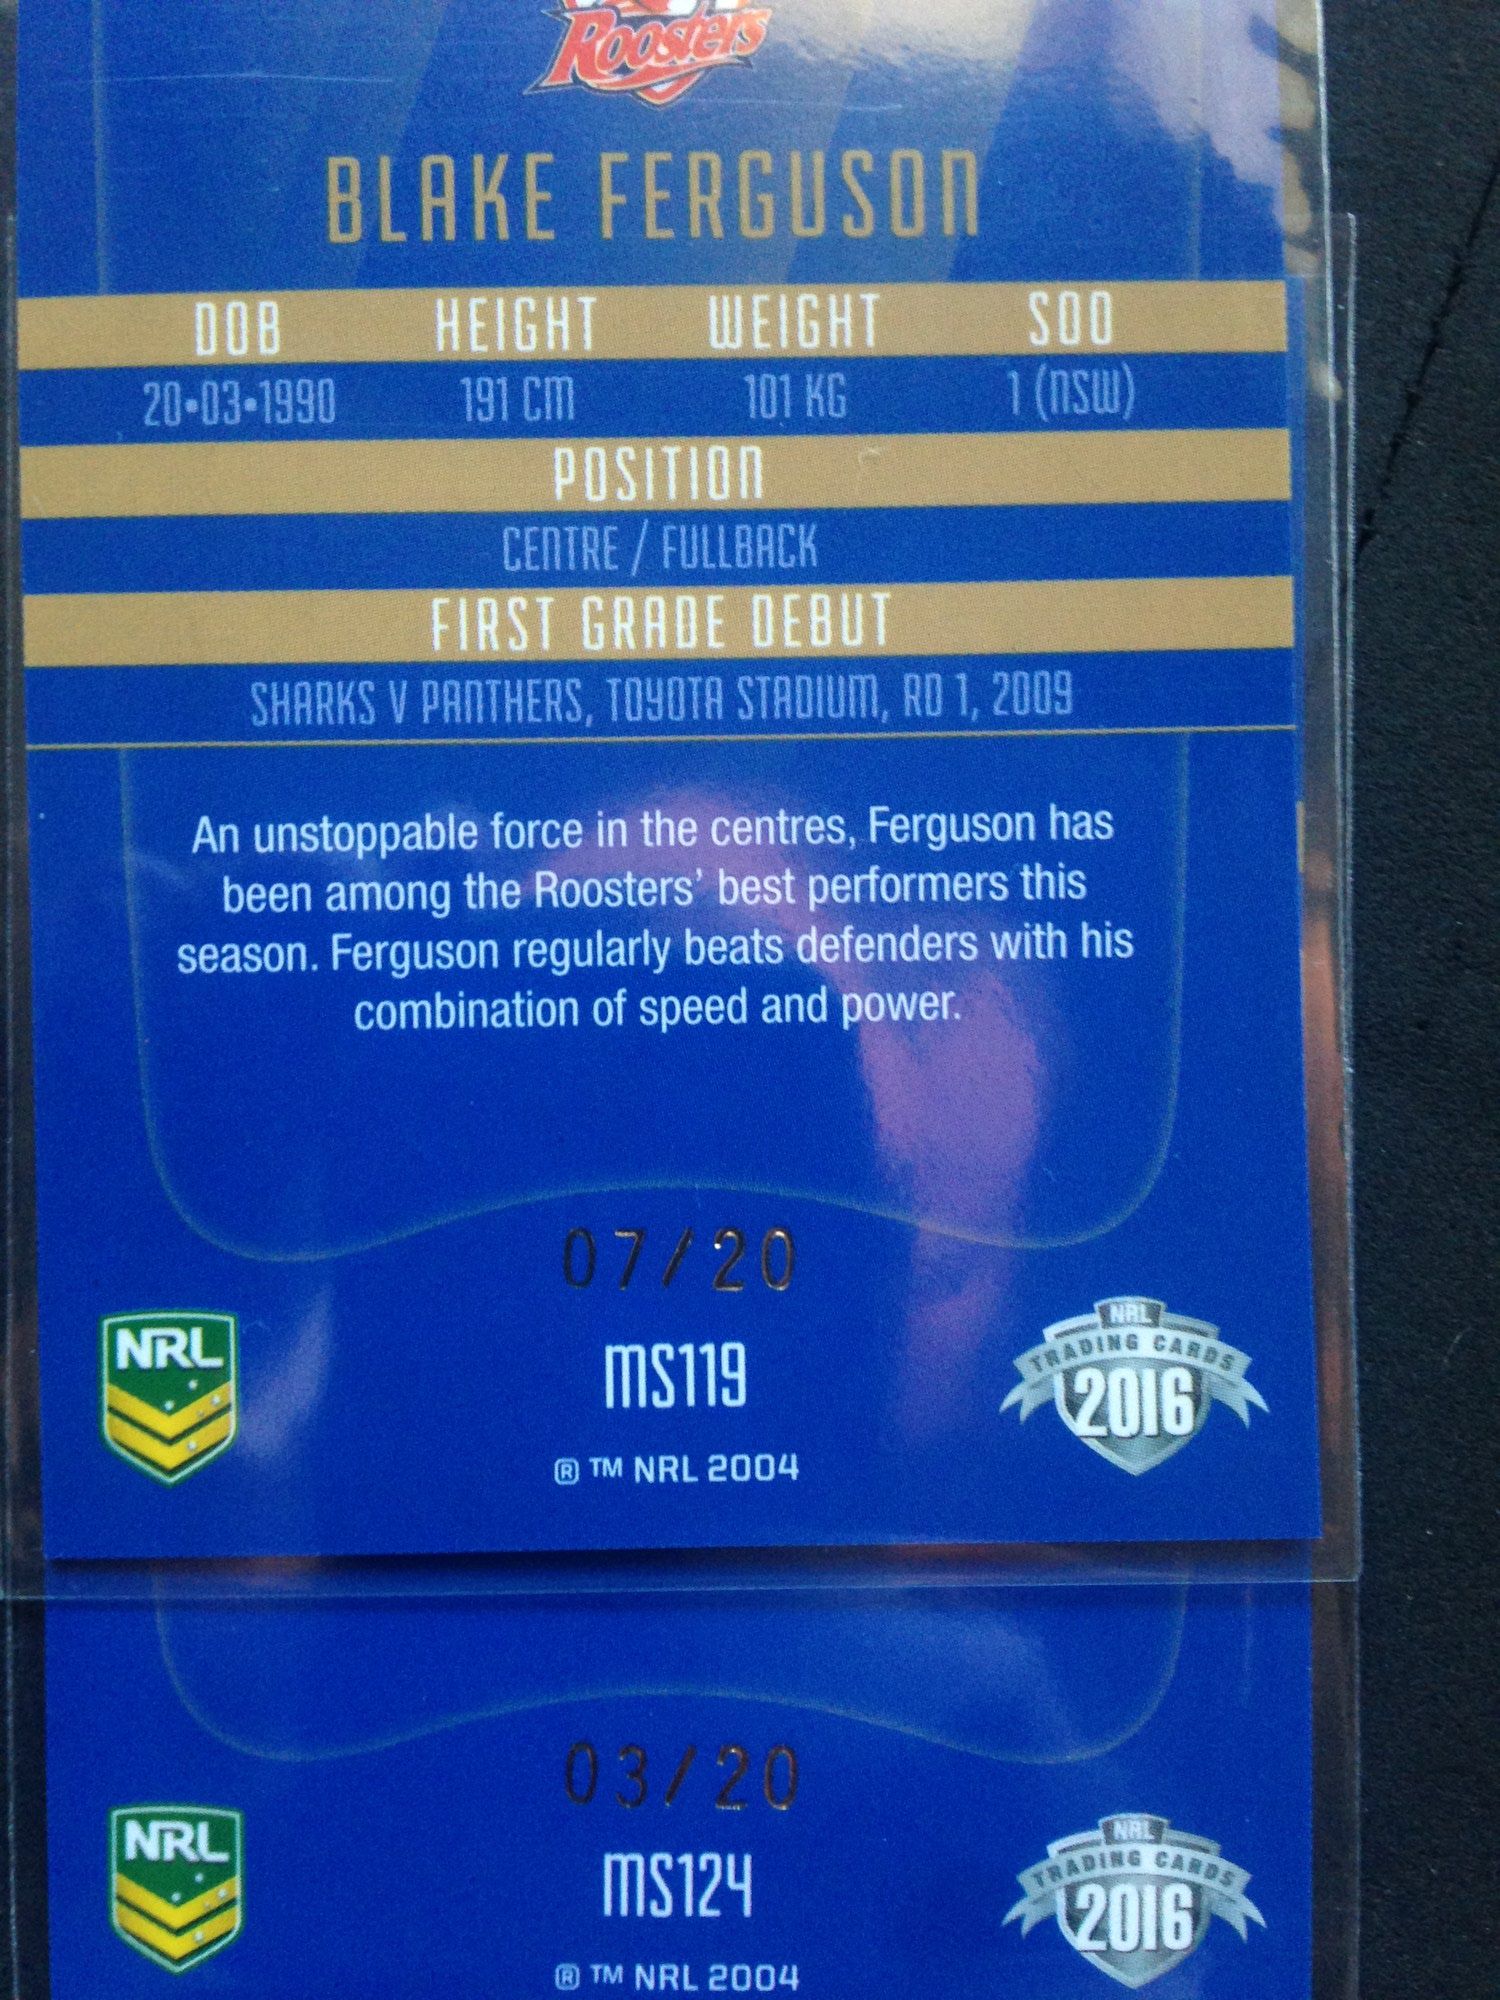 Roosters
BLAKE FERGUSON
DOB HEIGHT WEIGHT SOO
20•03•1990 191 CM 101 KG 1 (NSW)
POSITION
CENTRE / FULLBACK
FIRST GRADE DEBUT
SHARKS V PANTHERS, TOYOTA STADIUM, RD 1, 2009
An unstoppable force in the centres, Ferguson has
been among the Roosters’ best performers this
season. Ferguson regularly beats defenders with his
combination of speed and power.
07/20
NRL
MS119
NRL
TRADING CARDS
2016
® ™ NRL 2004
03/20
NRL
MS124
NRL
TRADING CARDS
2016
® ™ NRL 2004